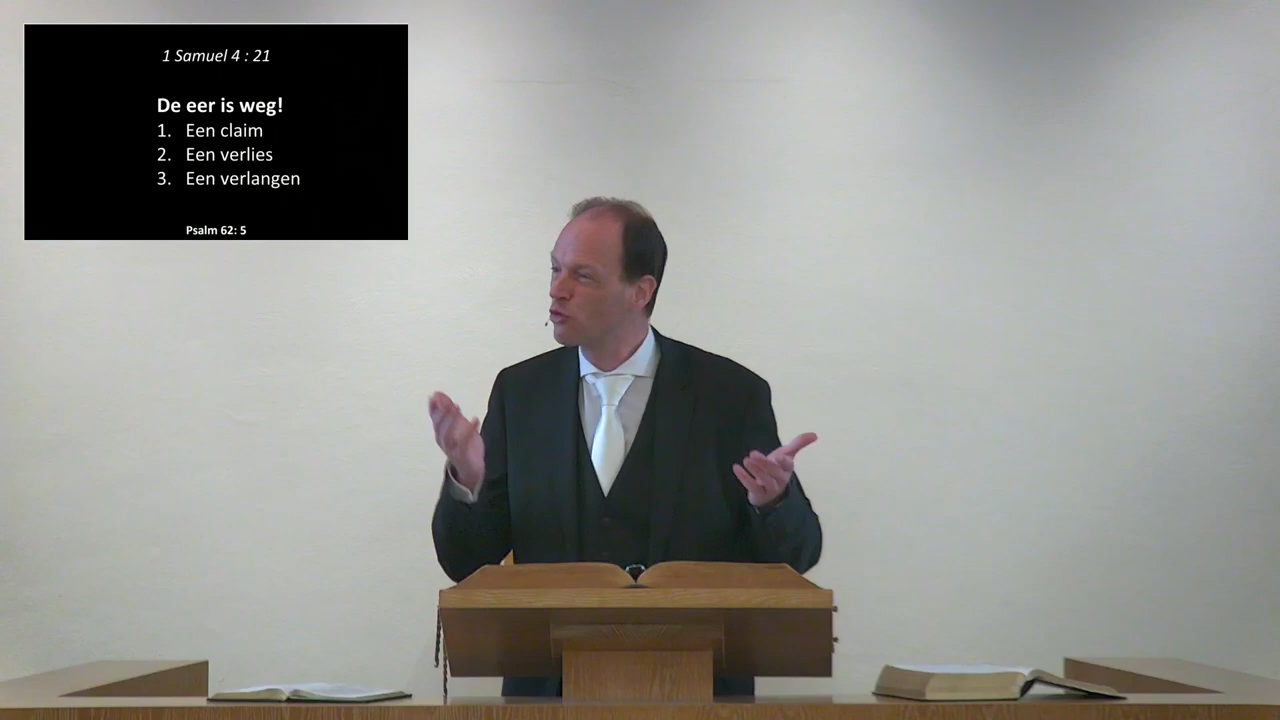 1 Samuel 4 : 21
De eer is weg!
1. Een claim
2. Een verlies
3. Een verlangen
Psalm 62: 5